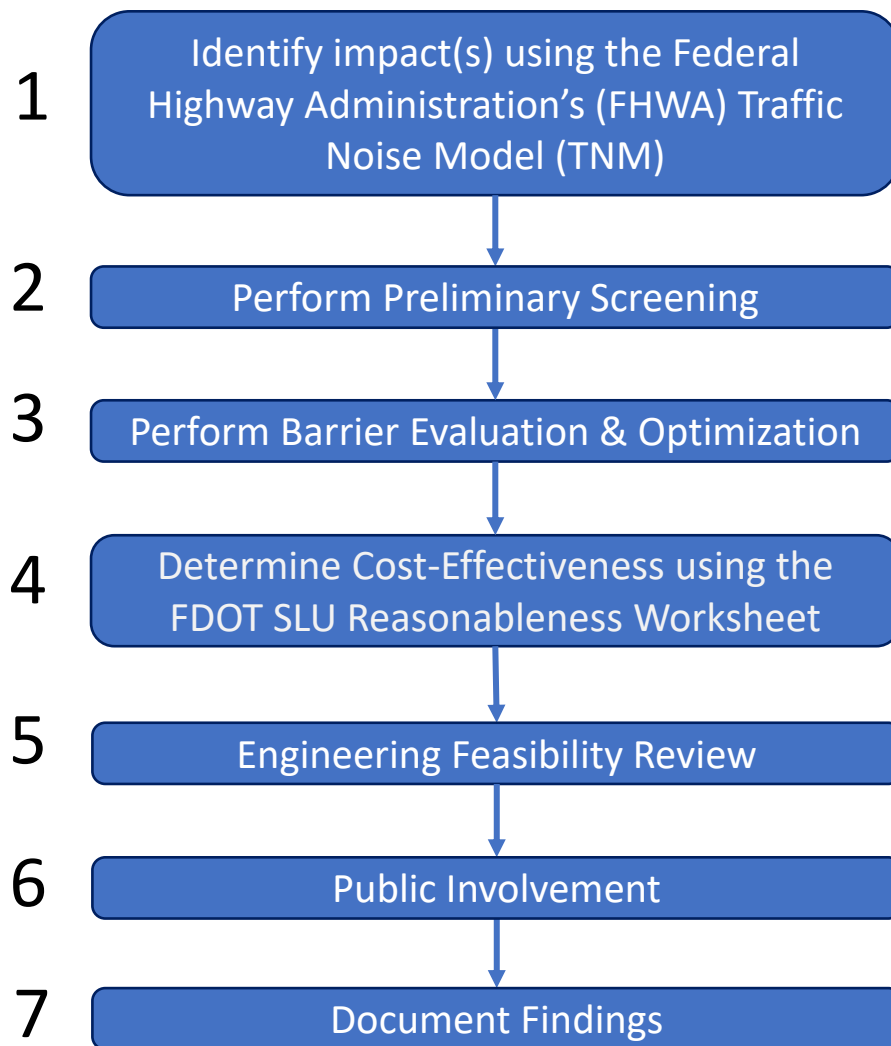 1
Identify impact(s) using the Federal
Highway Administration’s (FHWA) Traffic
Noise Model (TNM)
2
Perform Preliminary Screening
3
Perform Barrier Evaluation & Optimization
4
Determine Cost-Effectiveness using the
FDOT SLU Reasonableness Worksheet
5
Engineering Feasibility Review
6
Public Involvement
7
Document Findings